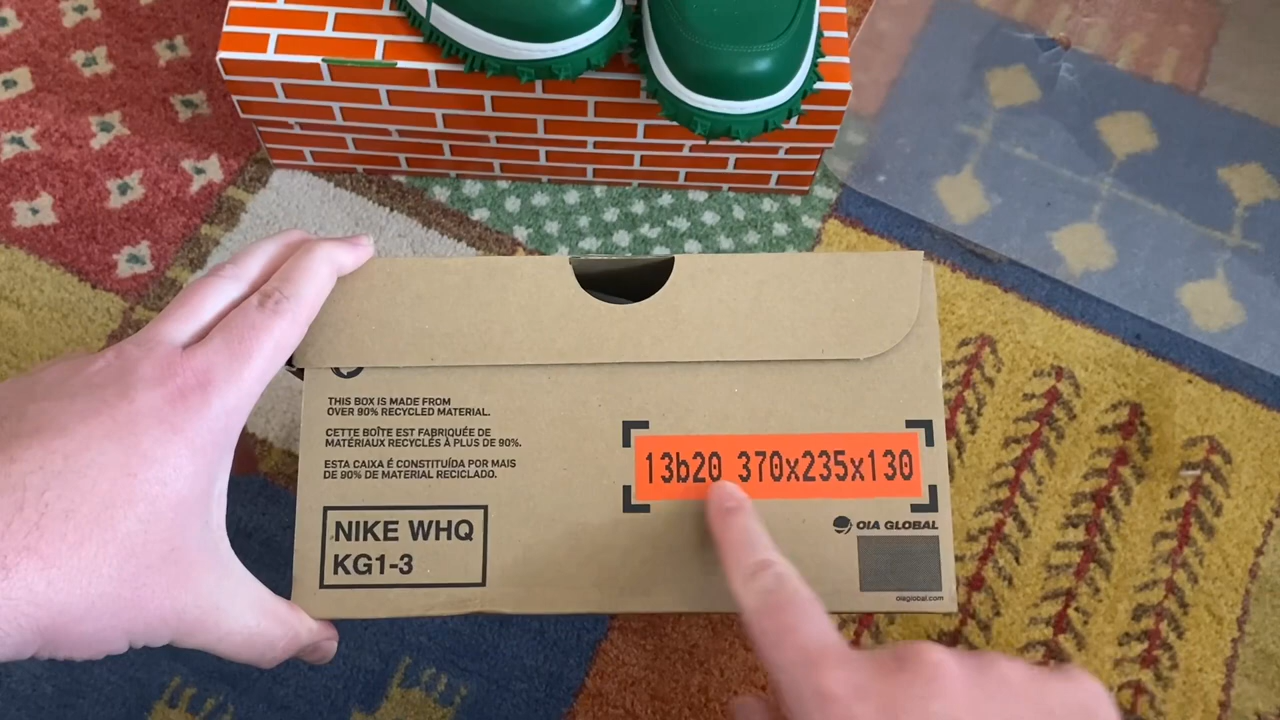 THIS BOX IS MADE FROM
OVER 90% RECYCLED MATERIAL.
CETTE BOÎTE EST FABRIQUÉE DE
MATÉRIAUX RECYCLÉS À PLUS DE 90%.
ESTA CAIXA É CONSTITUÍDA POR MAIS
DE 90% DE MATERIAL RECICLADO.
NIKE WHQ
KG1-3
13b20 370x235x130
OIA GLOBAL
oiaglobal.com